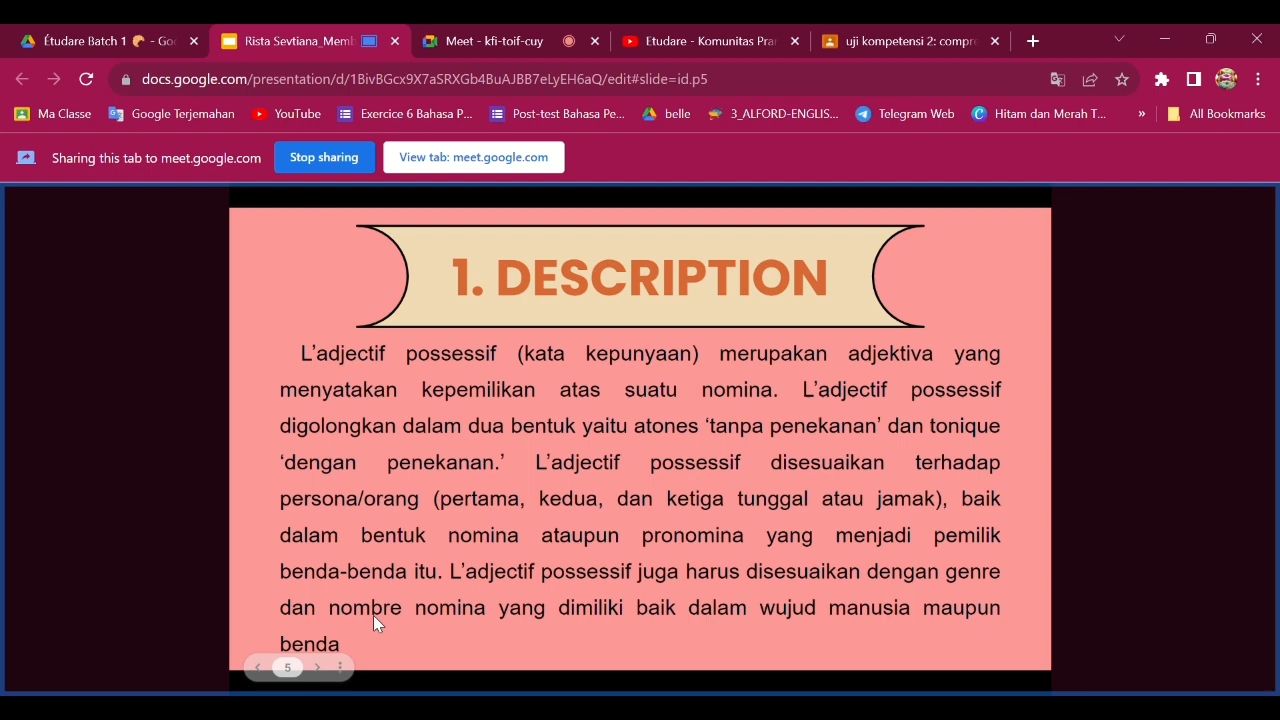 Étudare Batch 1 🥐 - Goo
Rista Sevtiana_Memb
Meet - kfi-toif-cuy
Etudare - Komunitas Pran
uji kompetensi 2: compre
docs.google.com/presentation/d/1BivBGcx9X7aSRXGb4BuAJBB7eLyEH6aQ/edit#slide=id.p5
Ma Classe
Google Terjemahan
YouTube
Exercice 6 Bahasa P...
Post-test Bahasa Pe...
belle
3_ALFORD-ENGLIS...
Telegram Web
Hitam dan Merah T...
»
All Bookmarks
Sharing this tab to meet.google.com
Stop sharing
View tab: meet.google.com
1. DESCRIPTION
L’adjectif possessif (kata kepunyaan) merupakan adjektiva yang
menyatakan kepemilikan atas suatu nomina. L’adjectif possessif
digolongkan dalam dua bentuk yaitu atones ‘tanpa penekanan’ dan tonique
‘dengan penekanan.’ L’adjectif possessif disesuaikan terhadap
persona/orang (pertama, kedua, dan ketiga tunggal atau jamak), baik
dalam bentuk nomina ataupun pronomina yang menjadi pemilik
benda-benda itu. L’adjectif possessif juga harus disesuaikan dengan genre
dan nombre nomina yang dimiliki baik dalam wujud manusia maupun
benda
5